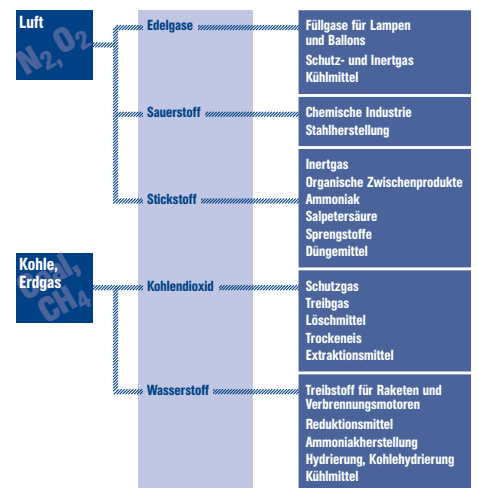 Luft
N2, O2
Edelgase
Füllgase für Lampen
und Ballons
Schutz- und Inertgas
Kühlmittel
Sauerstoff
Chemische Industrie
Stahlherstellung
Stickstoff
Inertgas
Organische Zwischenprodukte
Ammoniak
Salpetersäure
Sprengstoffe
Düngemittel
Kohle,
Erdgas
Coal,
CH4
Kohlendioxid
Schutzgas
Treibgas
Löschmittel
Trockeneis
Extraktionsmittel
Wasserstoff
Treibstoff für Raketen und
Verbrennungsmotoren
Reduktionsmittel
Ammoniakherstellung
Hydrierung, Kohlehydrierung
Kühlmittel